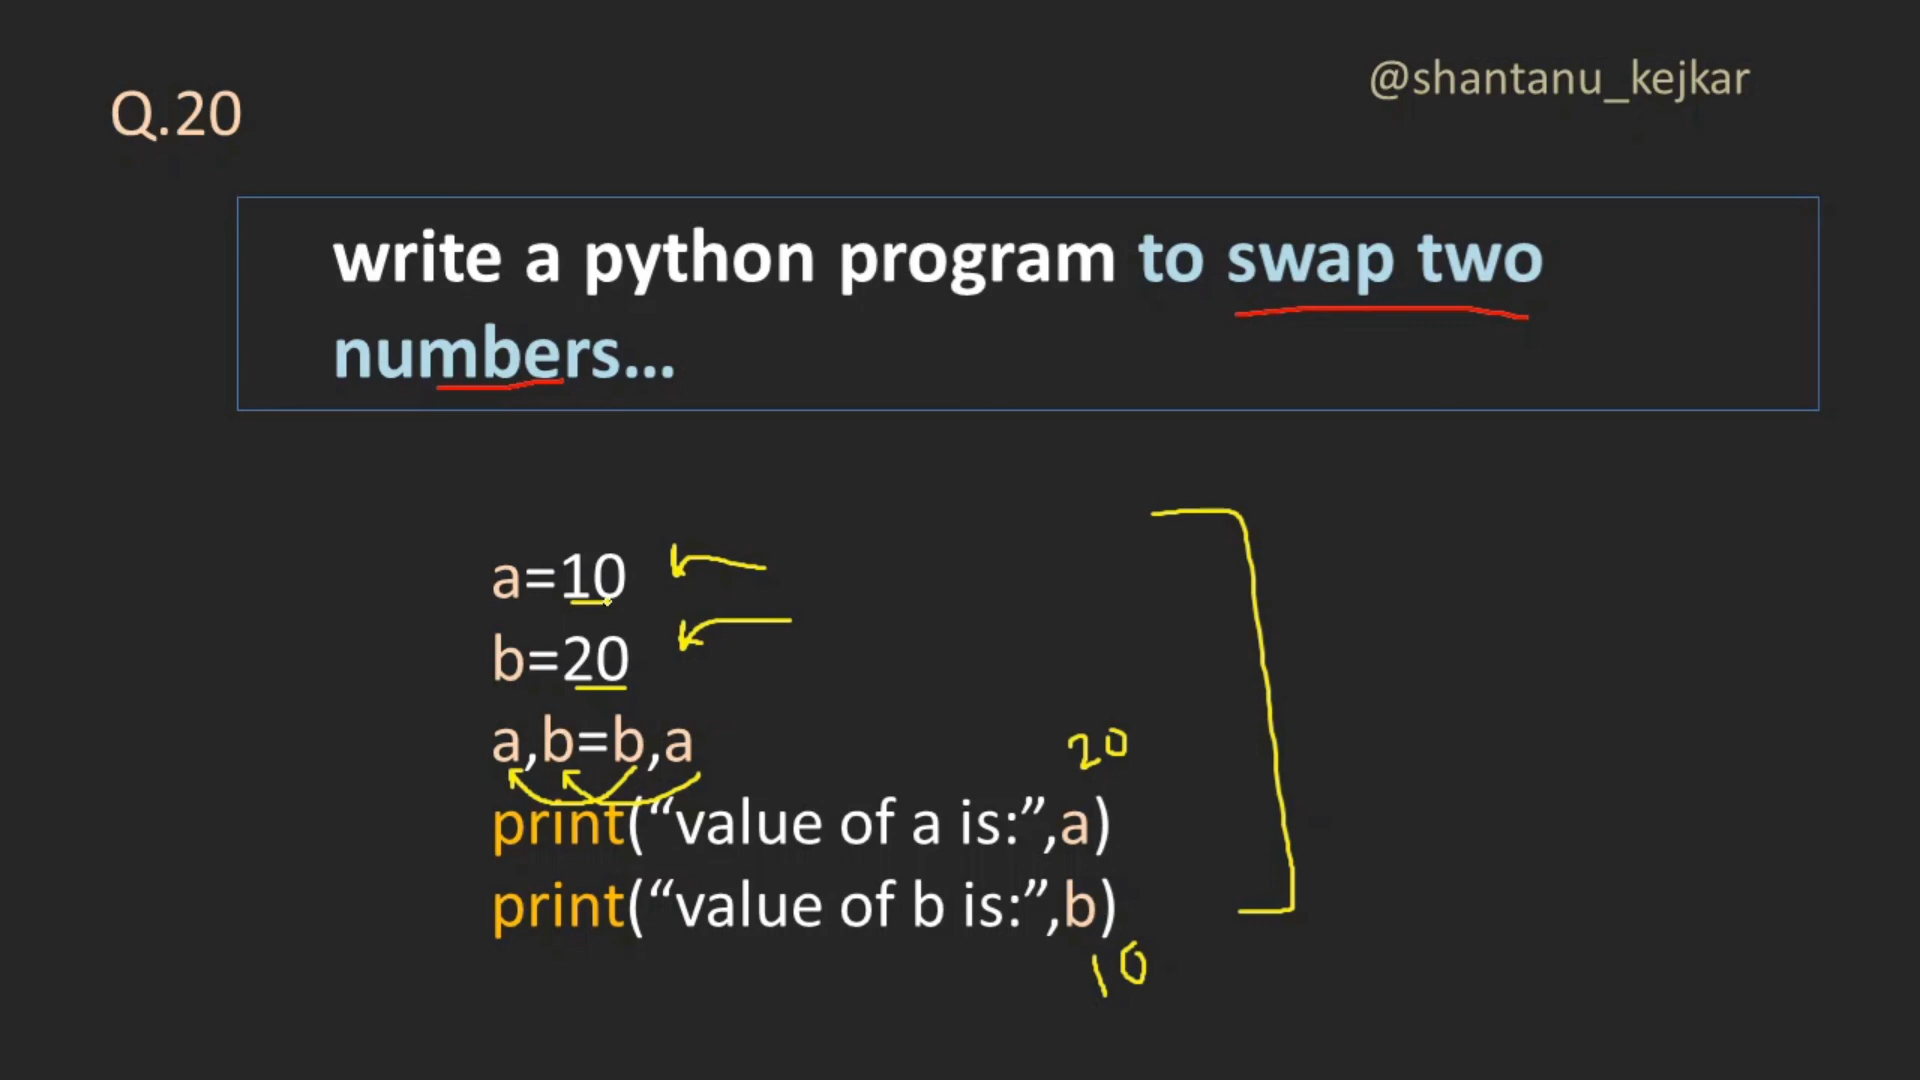 @shantanu_kejkar
Q.20
write a python program to swap two
numbers...
a=10
b=20
a,b=b,a
20
print(“value of a is:”,a)
print(“value of b is:”,b)
10